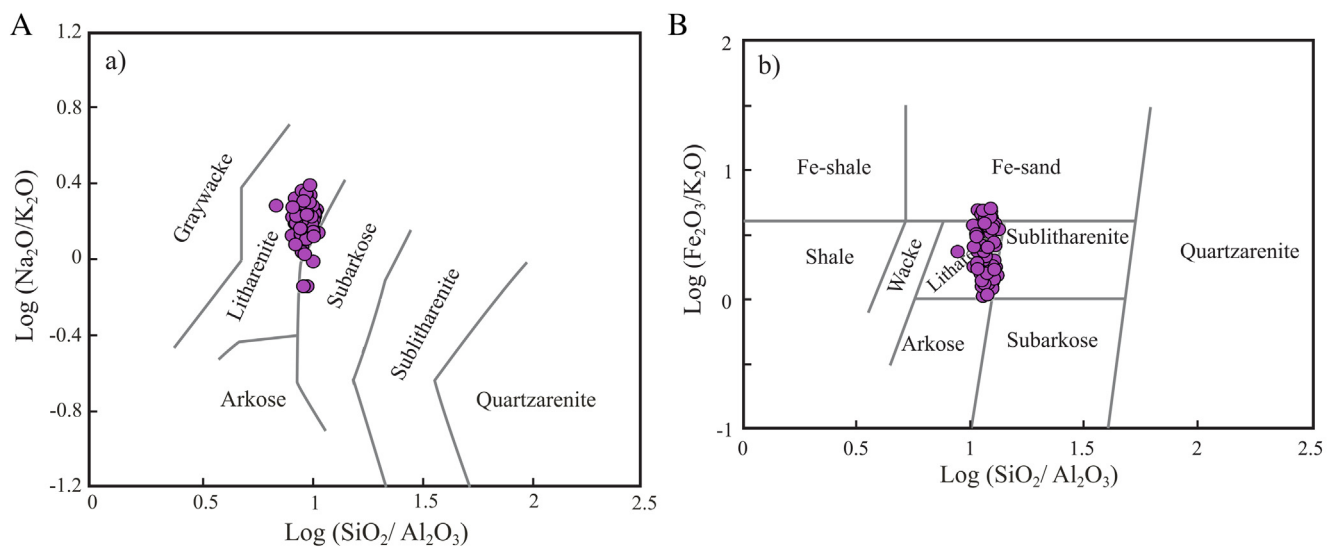 A
a)
1.2
0.8
0.4
0
-0.4
-0.8
-1.2
0
0.5
1
1.5
2
2.5
Log (Na2O/K2O)
Log (SiO2/ Al2O3)
Graywacke
Litharenite
Subarkose
Sublitharenite
Arkose
Quartzarenite
B
b)
2
1
0
-1
0
0.5
1
1.5
2
2.5
Log (Fe2O3/K2O)
Log (SiO2/ Al2O3)
Fe-shale
Fe-sand
Shale
Wacke
Sublitharenite
Quartzarenite
Arkose
Subarkose